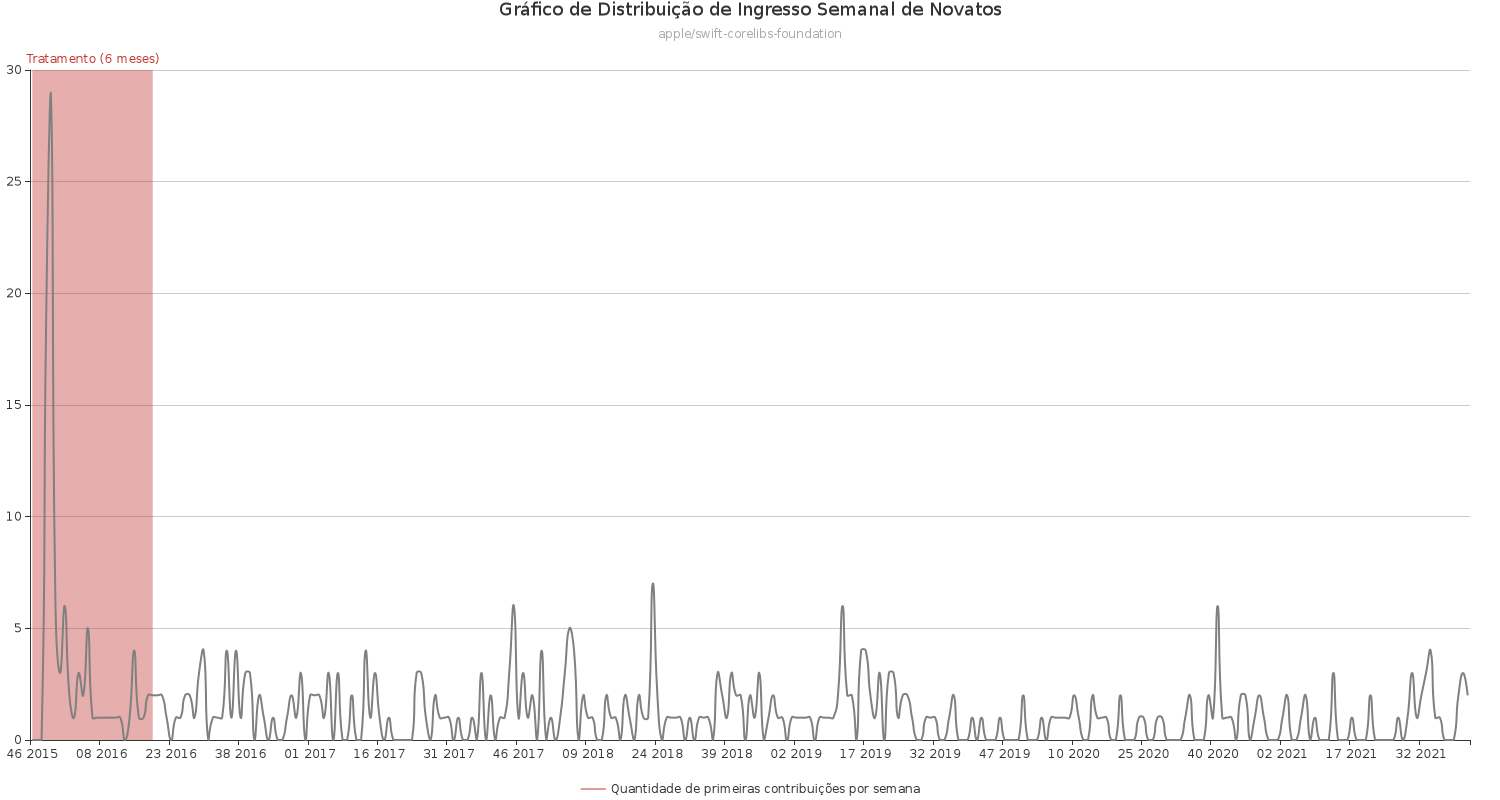 Gráfico de Distribuição de Ingresso Semanal de Novatos
apple/swift-corelibs-foundation
Tratamento (6 meses)
30
25
20
15
10
5
0
46 2015 08 2016 23 2016 38 2016 01 2017 16 2017 31 2017 46 2017 09 2018 24 2018 39 2018 02 2019 17 2019 32 2019 47 2019 10 2020 25 2020 40 2020 02 2021 17 2021 32 2021
Quantidade de primeiras contribuições por semana